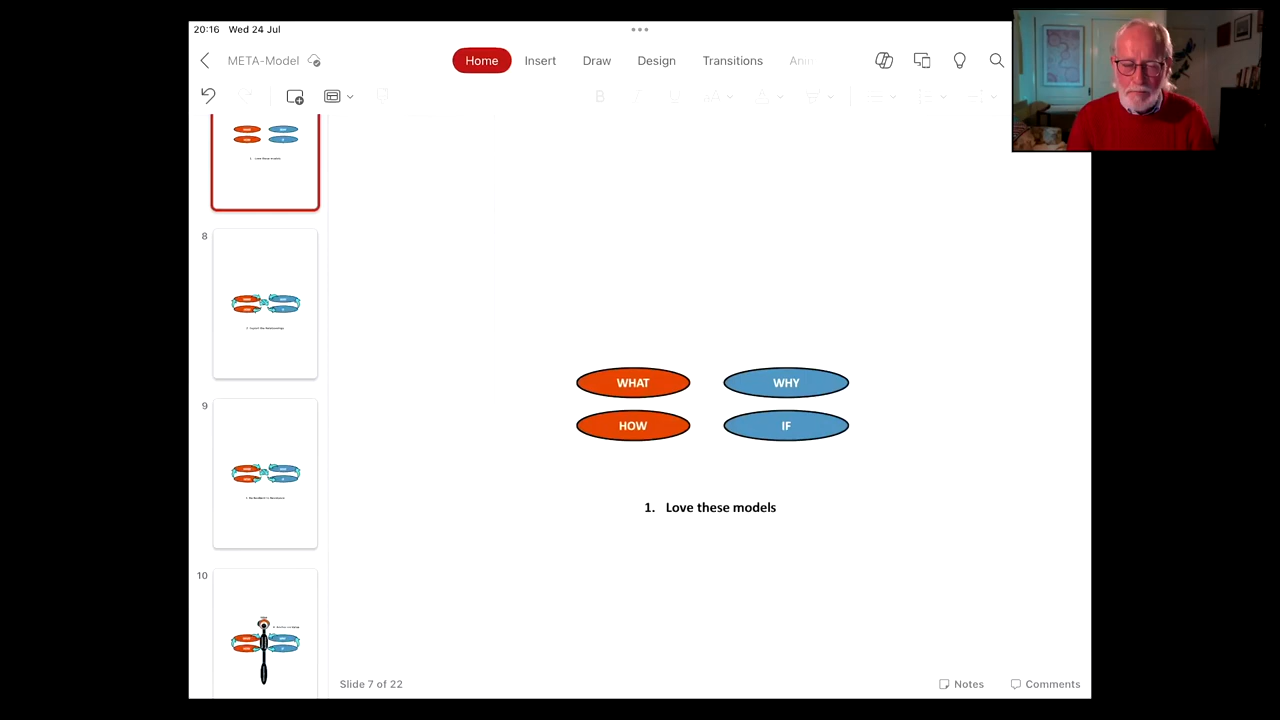 20:16 Wed 24 Jul
META-Model
Home Insert Draw Design Transitions Ani
WHAT WHY
HOW IF
1. Love these models
8
9
10
Slide 7 of 22
Notes Comments